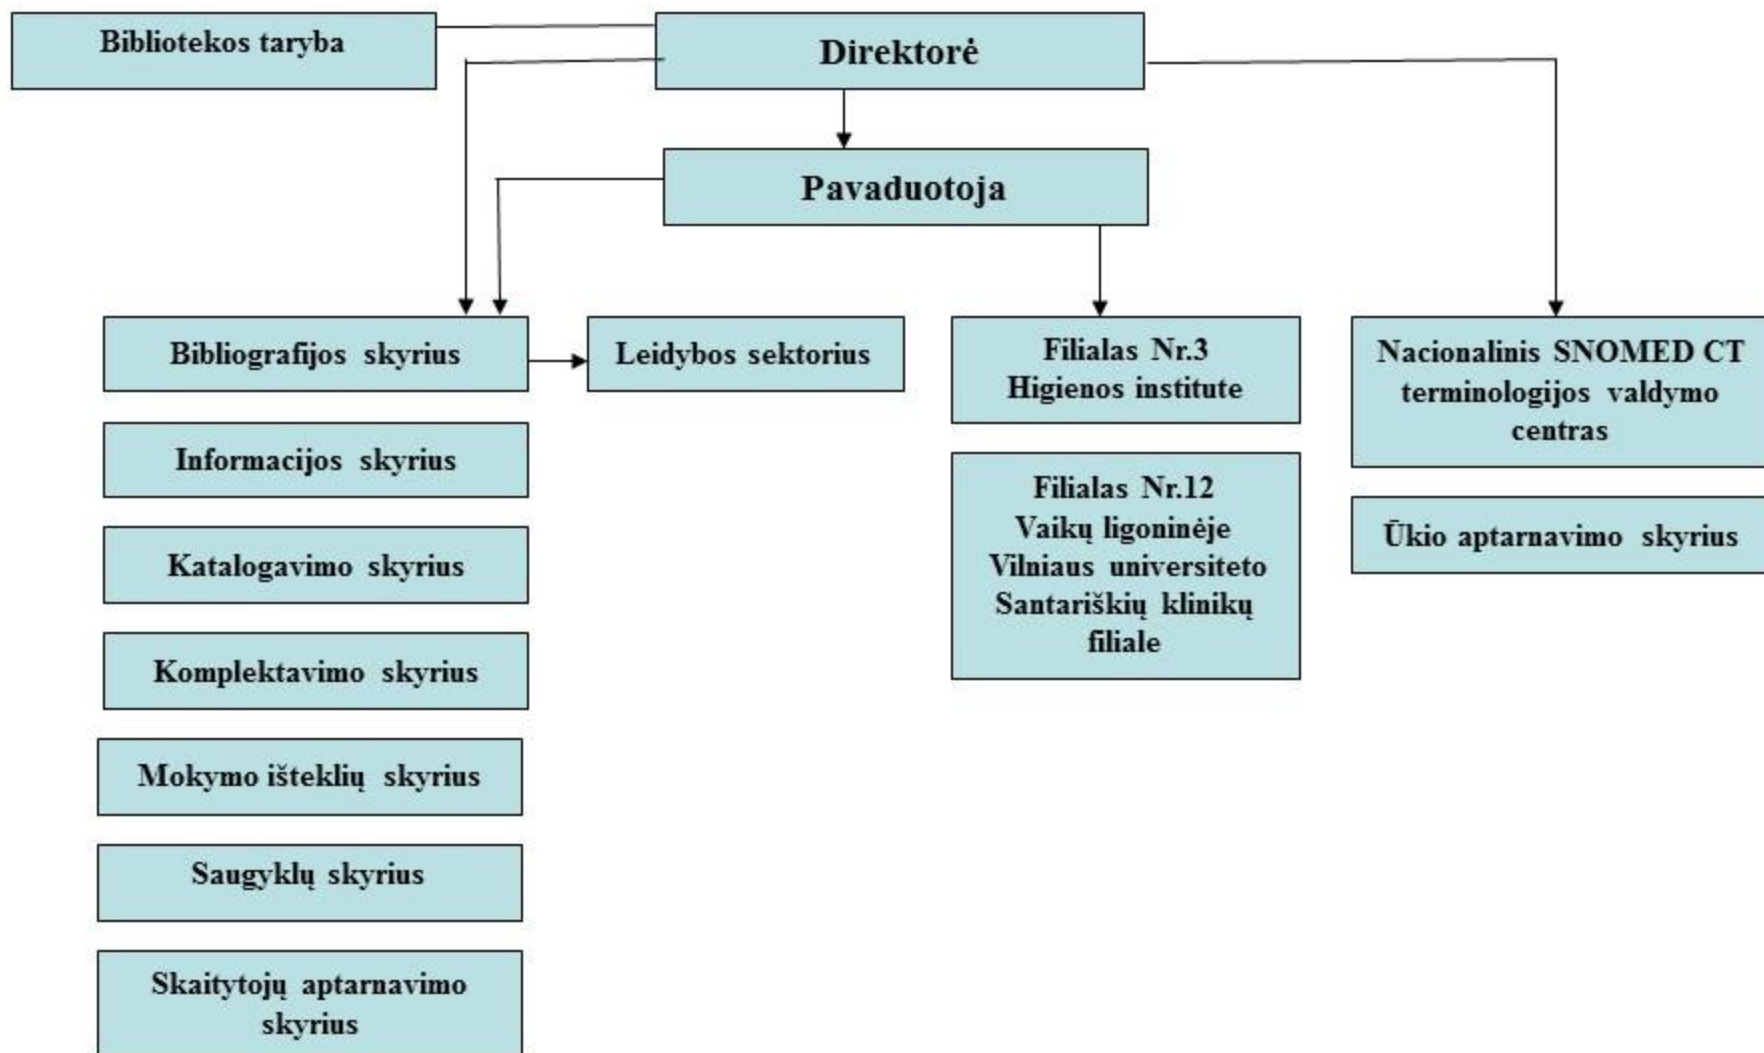 Bibliotekos taryba
Direktorė
Pavaduotoja
Bibliografijos skyrius
Leidybos sektorius
Filialas Nr.3
Higienos institute
Nacionalinis SNOMED CT
terminologijos valdymo
centras
Informacijos skyrius
Filialas Nr.12
Vaikų ligoninėje
Vilniaus universiteto
Santariškių klinikų
filiale
Ūkio aptarnavimo skyrius
Katalogavimo skyrius
Komplektavimo skyrius
Mokymo išteklių skyrius
Saugyklų skyrius
Skaitytojų aptarnavimo
skyrius